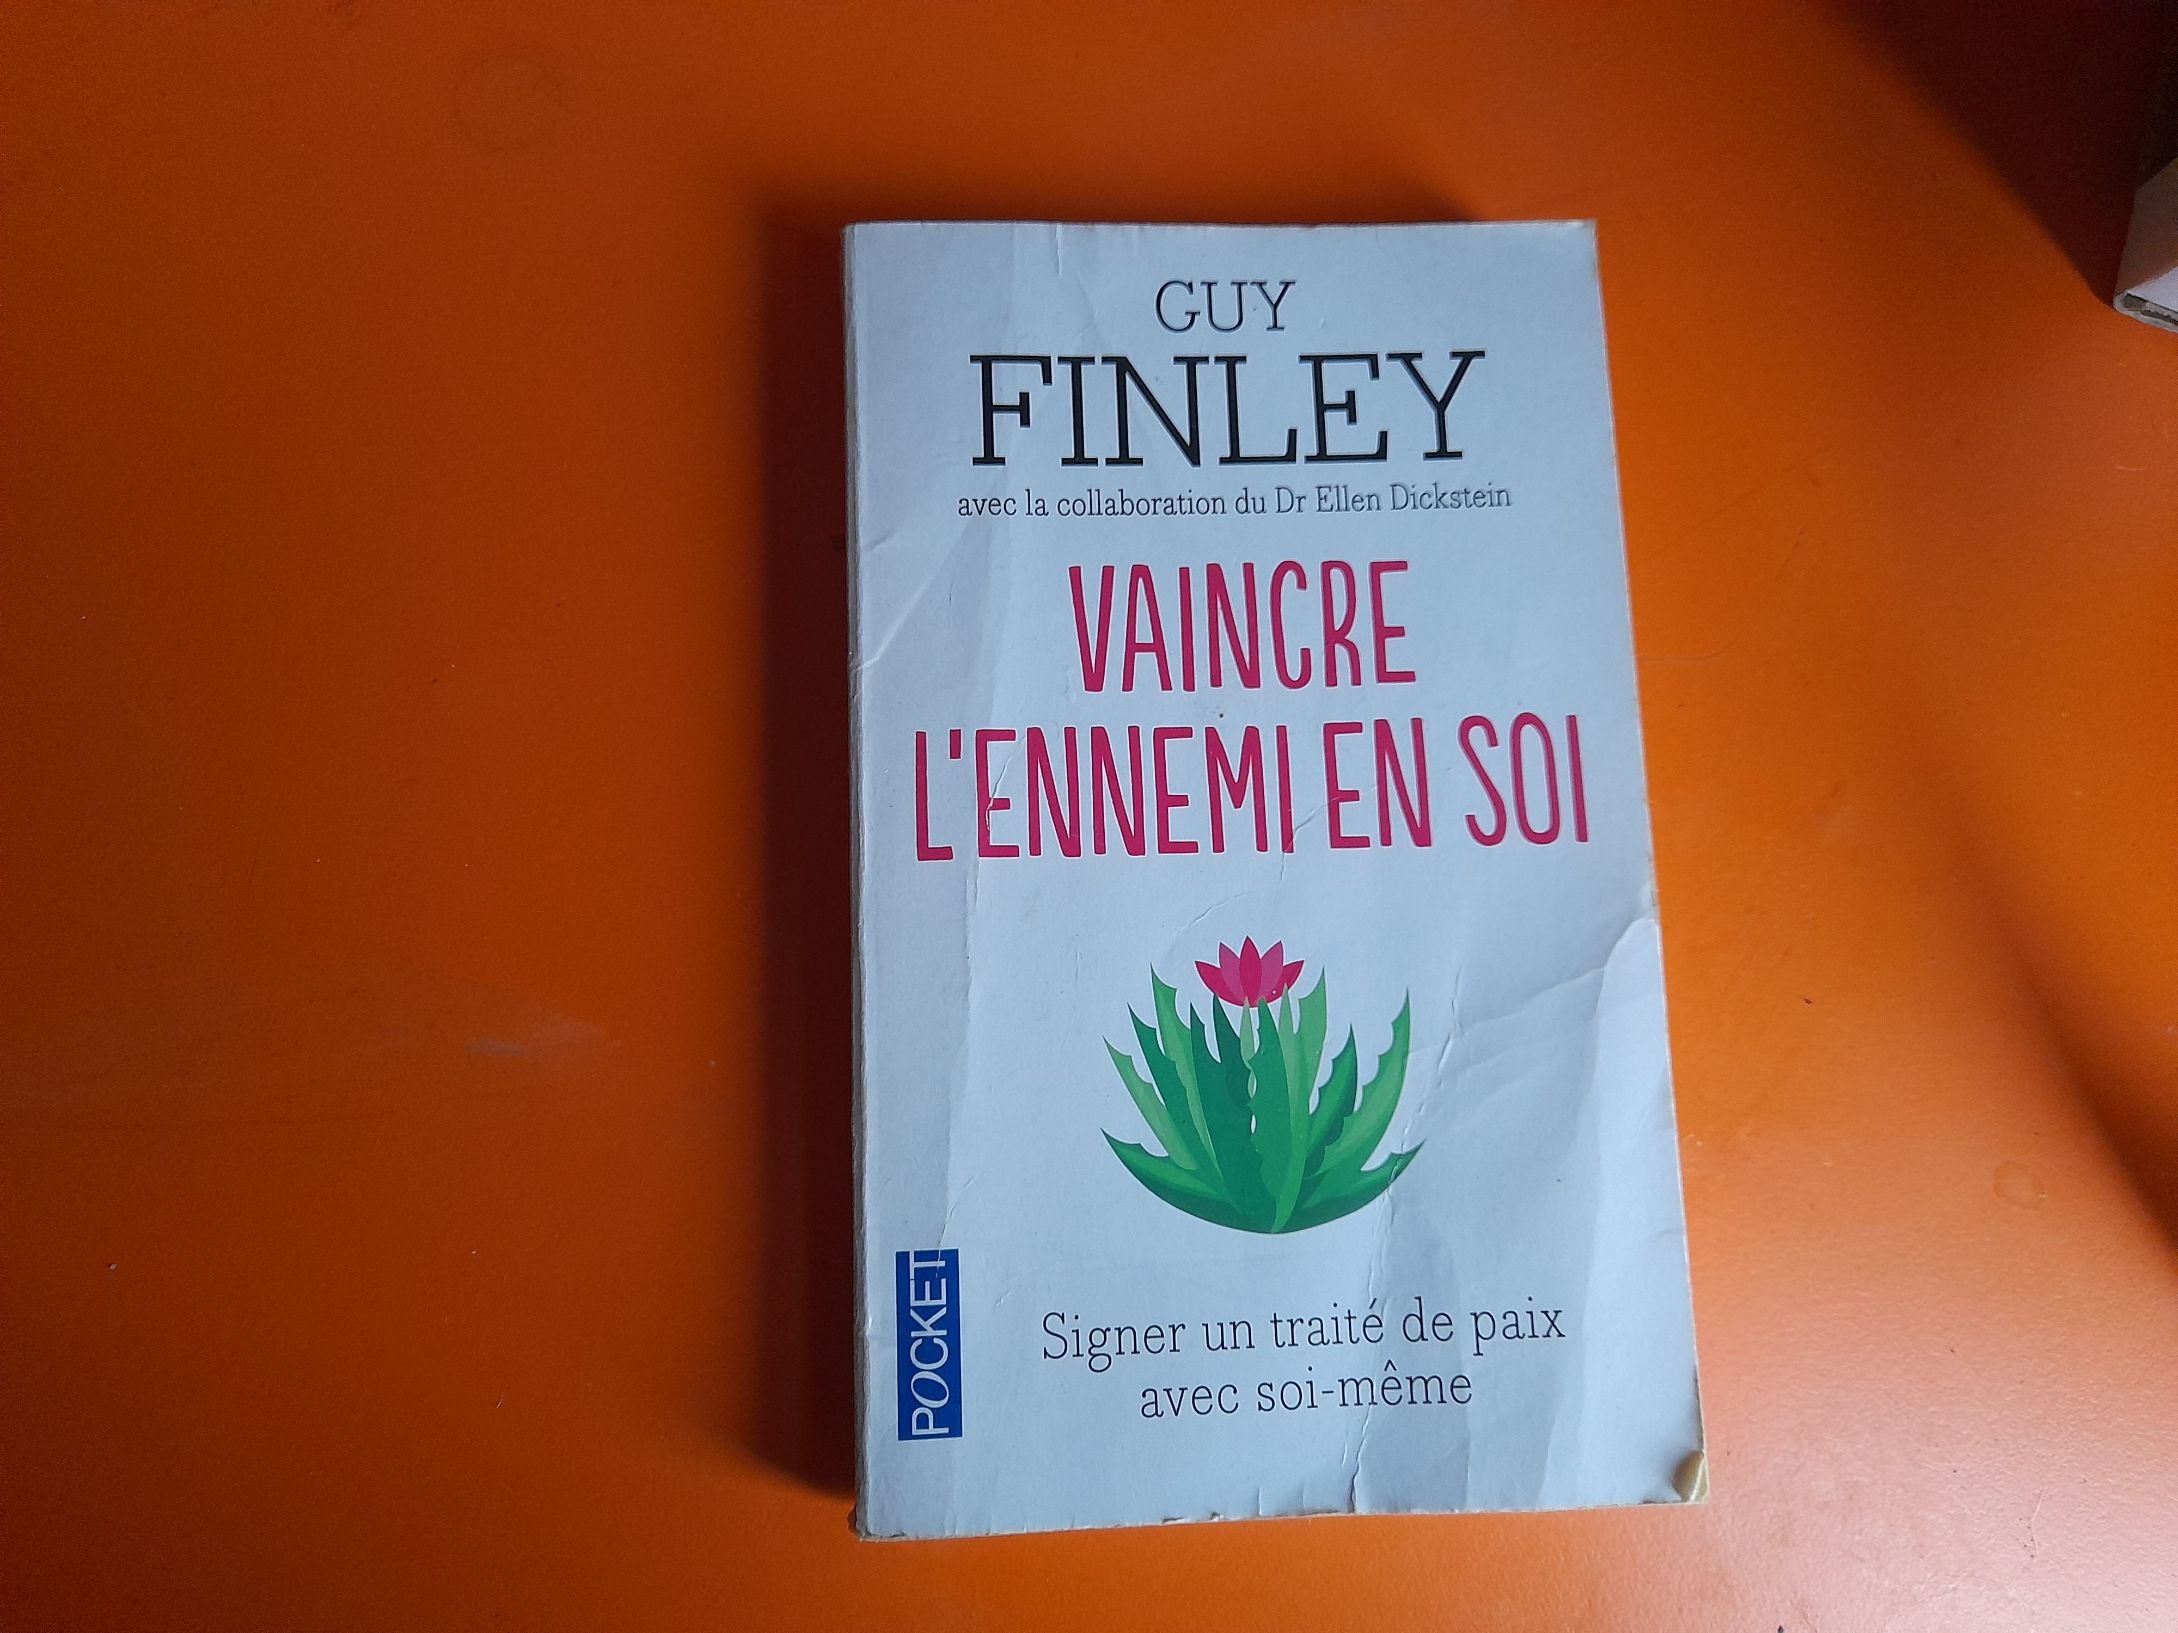 GUY
FINLEY
avec la collaboration du Dr Ellen Dickstein
VAINCRE
L'ENNEMI EN SOI
POCKET
Signer un traité de paix
avec soi-même